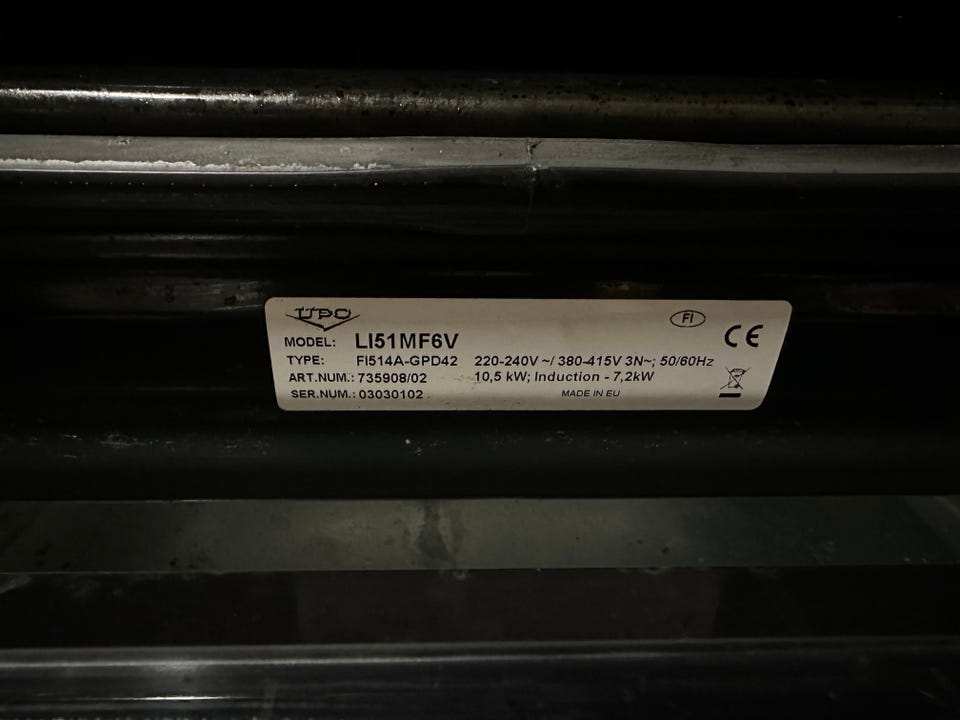 UPO
FI
MODEL: LI51MF6V
CE
TYPE: FI514A-GPD42 220-240V ~/ 380-415V 3N~; 50/60Hz
ART.NUM.: 735908/02 10,5 kW; Induction - 7,2kW
SER.NUM.: 03030102 MADE IN EU